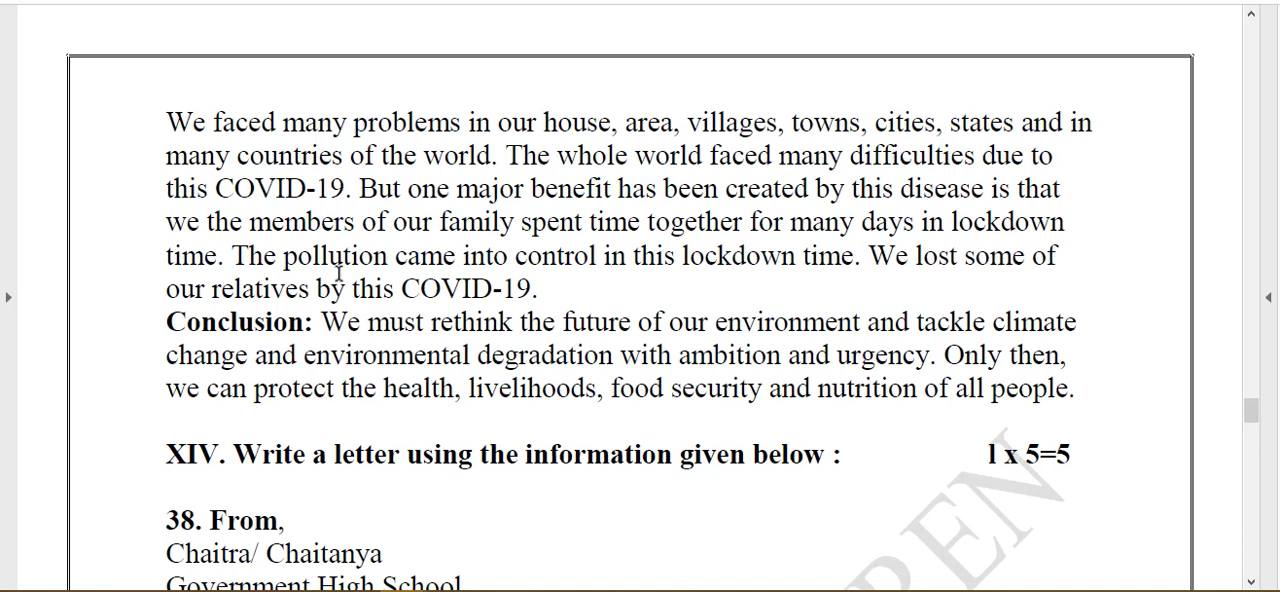 We faced many problems in our house, area, villages, towns, cities, states and in
many countries of the world. The whole world faced many difficulties due to
this COVID-19. But one major benefit has been created by this disease is that
we the members of our family spent time together for many days in lockdown
time. The pollution came into control in this lockdown time. We lost some of
our relatives by this COVID-19.
Conclusion: We must rethink the future of our environment and tackle climate
change and environmental degradation with ambition and urgency. Only then,
we can protect the health, livelihoods, food security and nutrition of all people.
XIV. Write a letter using the information given below : l x 5=5
38. From,
Chaitra/ Chaitanya
Government High School
PEN